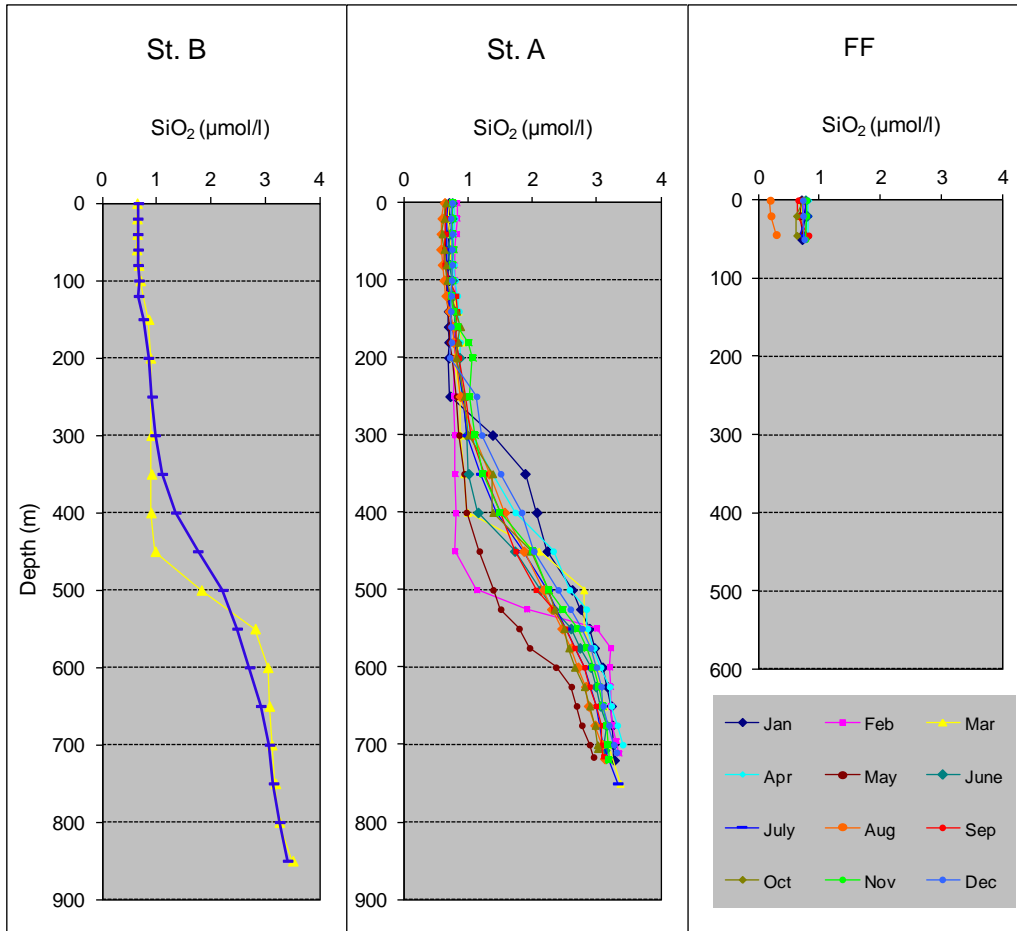 St. B
SiO2 (µmol/l)
0 1 2 3 4
0
100
200
300
400
500
600
700
800
900
Depth (m)
St. A
SiO2 (µmol/l)
0 1 2 3 4
0
100
200
300
400
500
600
700
800
900
FF
SiO2 (µmol/l)
0 1 2 3 4
0
100
200
300
400
500
600
Jan Feb Mar
Apr May June
July Aug Sep
Oct Nov Dec